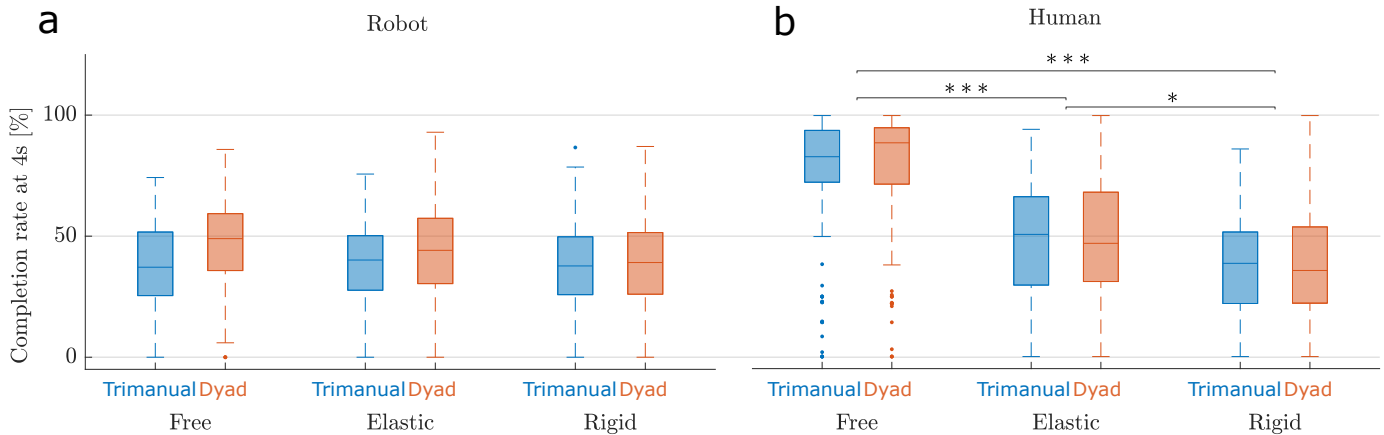 a
Robot
Completion rate at 4s [%]
100
50
0
Trimanual Dyad Trimanual Dyad Trimanual Dyad
Free Elastic Rigid
b
Human
***
***
*
Trimanual Dyad Trimanual Dyad Trimanual Dyad
Free Elastic Rigid